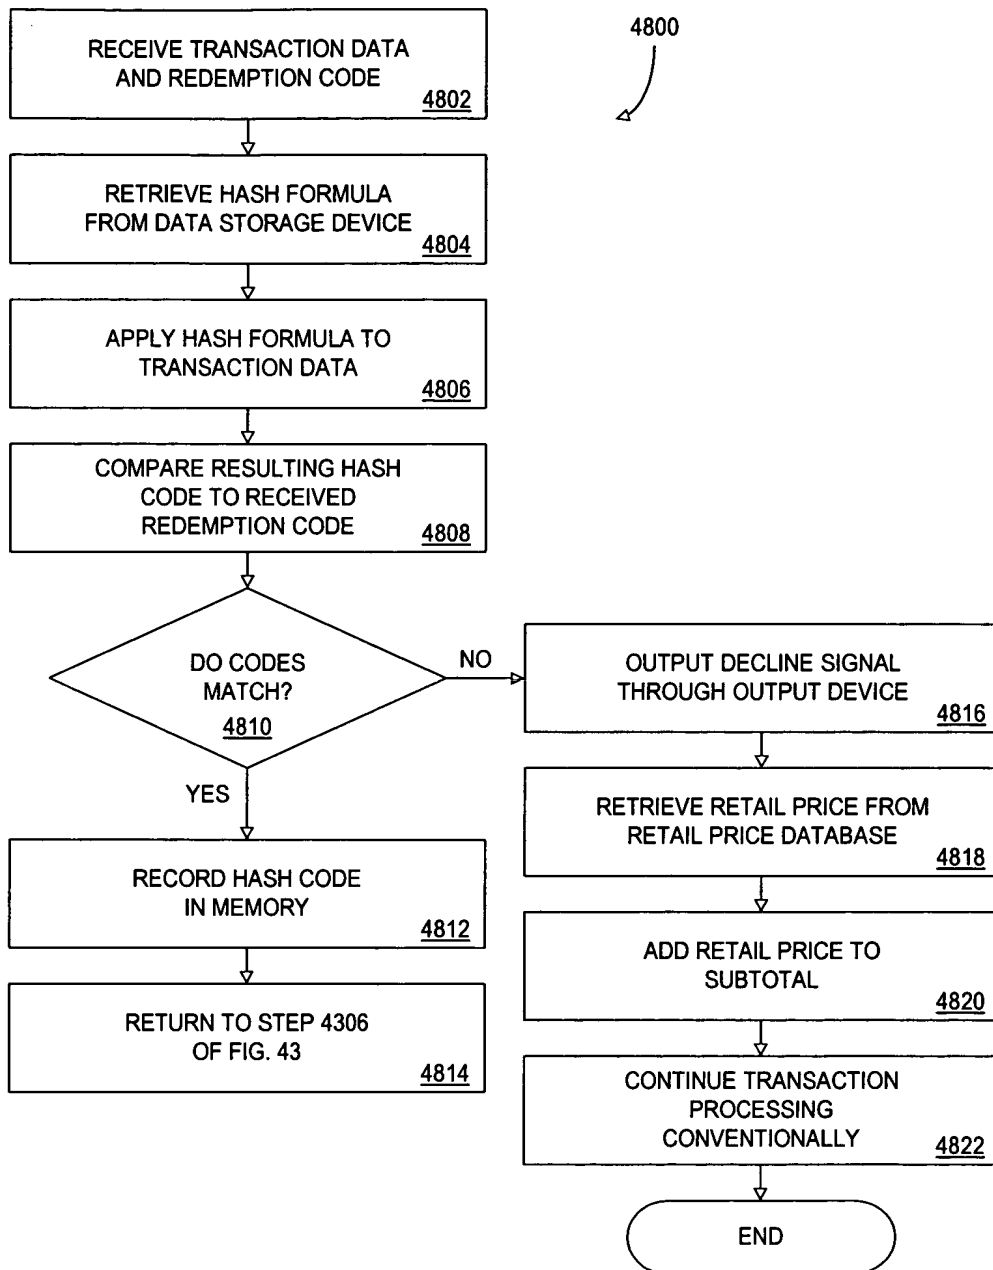 4800
RECEIVE TRANSACTION DATA
AND REDEMPTION CODE
4802
RETRIEVE HASH FORMULA
FROM DATA STORAGE DEVICE
4804
APPLY HASH FORMULA TO
TRANSACTION DATA
4806
COMPARE RESULTING HASH
CODE TO RECEIVED
REDEMPTION CODE
4808
DO CODES
MATCH?
4810
NO
YES
RECORD HASH CODE
IN MEMORY
4812
RETURN TO STEP 4306
OF FIG. 43
4814
OUTPUT DECLINE SIGNAL
THROUGH OUTPUT DEVICE
4816
RETRIEVE RETAIL PRICE FROM
RETAIL PRICE DATABASE
4818
ADD RETAIL PRICE TO
SUBTOTAL
4820
CONTINUE TRANSACTION
PROCESSING
CONVENTIONALLY
4822
END